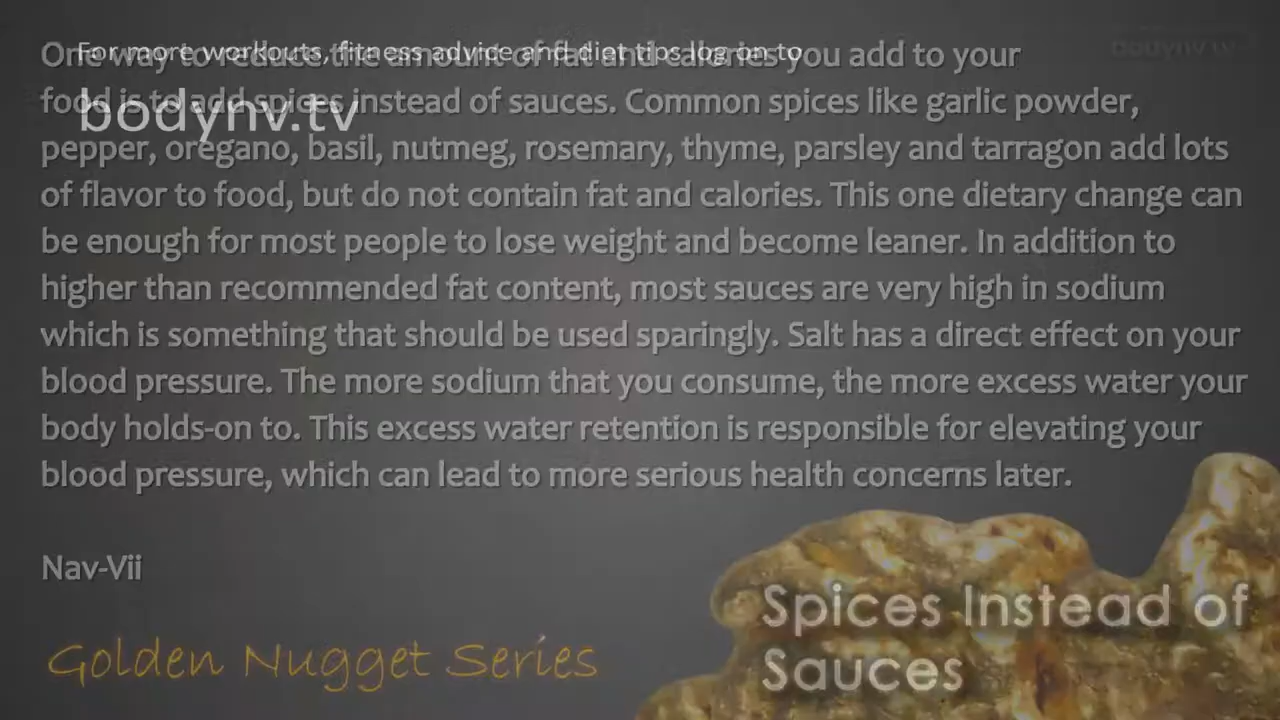 For more workouts, fitness advice and diet tips log on to
bodynv.tv
bodynv.tv
One way to reduce the amount of fat and calories you add to your
food is to add spices instead of sauces. Common spices like garlic powder,
pepper, oregano, basil, nutmeg, rosemary, thyme, parsley and tarragon add lots
of flavor to food, but do not contain fat and calories. This one dietary change can
be enough for most people to lose weight and become leaner. In addition to
higher than recommended fat content, most sauces are very high in sodium
which is something that should be used sparingly. Salt has a direct effect on your
blood pressure. The more sodium that you consume, the more excess water your
body holds-on to. This excess water retention is responsible for elevating your
blood pressure, which can lead to more serious health concerns later.
Nav-Vii
Golden Nugget Series
Spices Instead of
Sauces